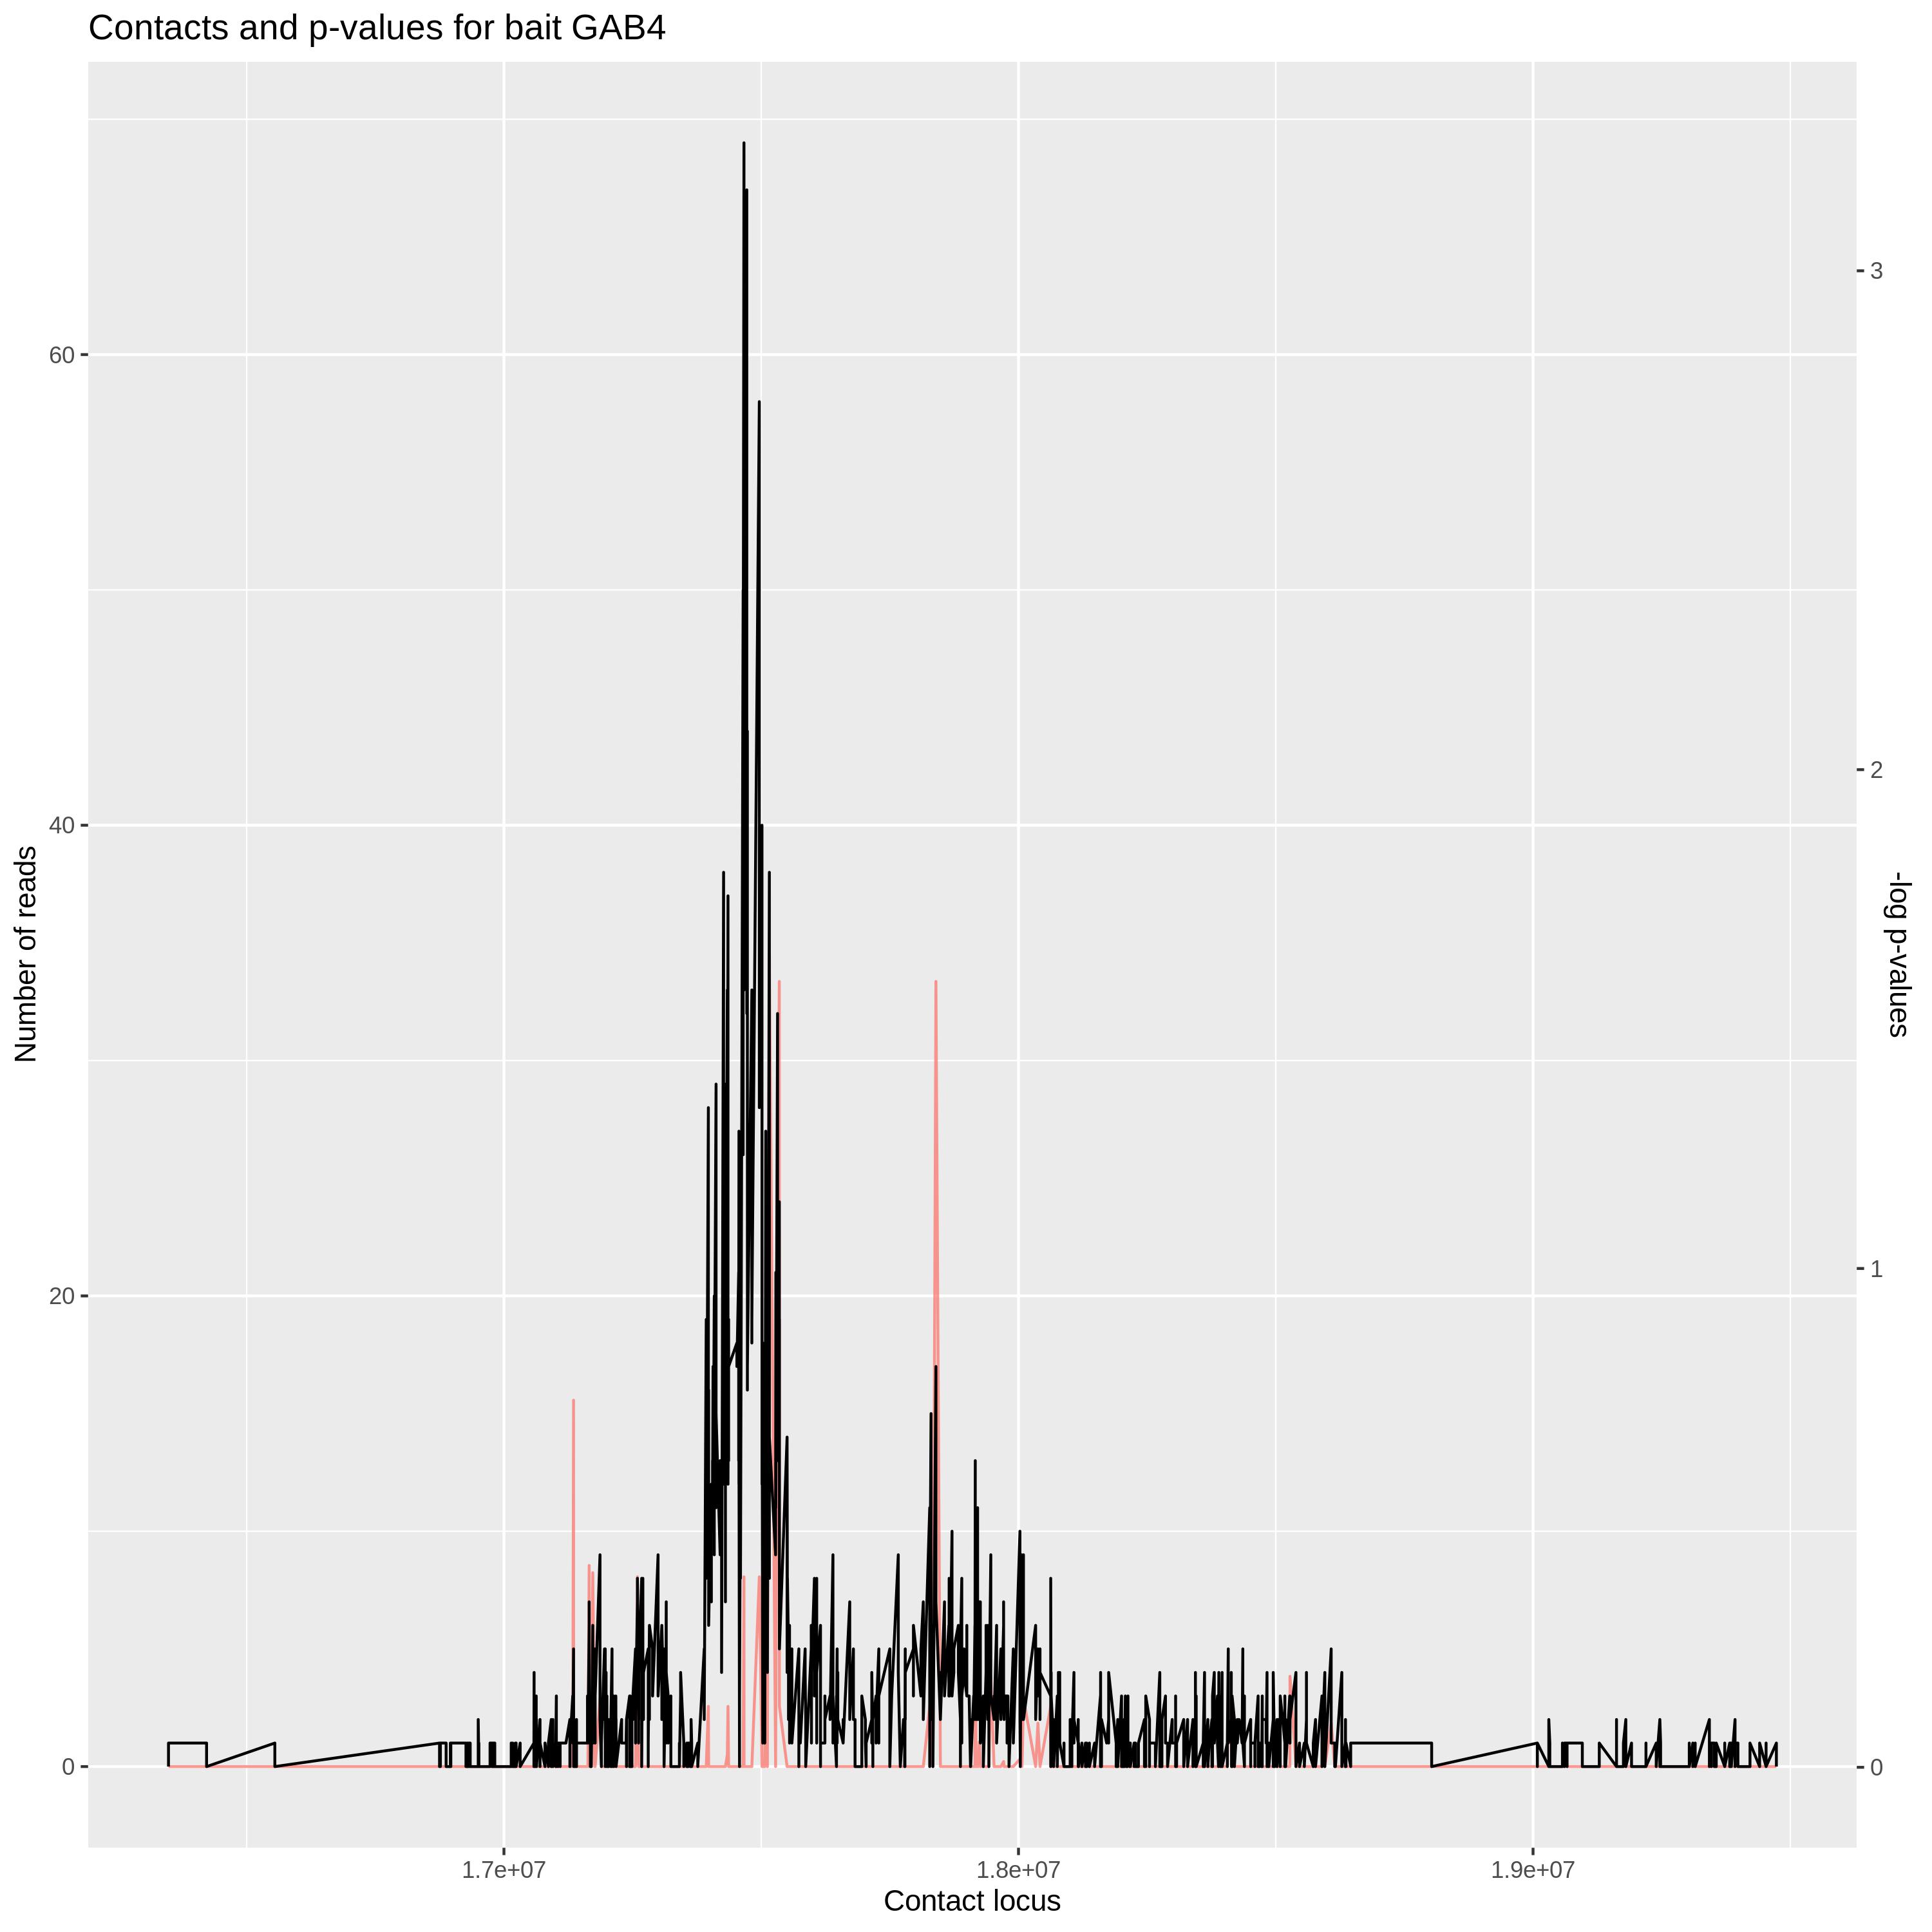 Contacts and p-values for bait GAB4
60
40
20
0
Number of reads
3
2
1
0
-log p-values
1.7e+07
1.8e+07
1.9e+07
Contact locus